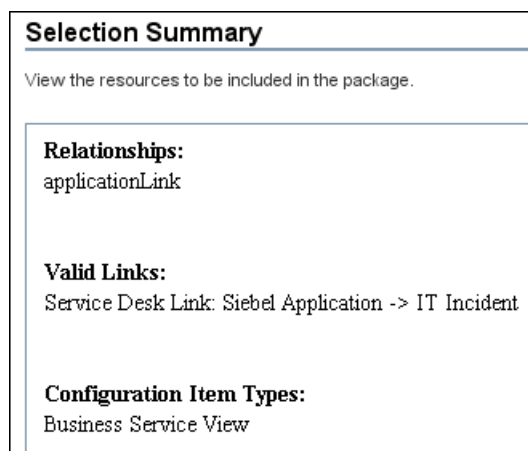 Selection Summary
View the resources to be included in the package.
Relationships:
applicationLink
Valid Links:
Service Desk Link: Siebel Application -> IT Incident
Configuration Item Types:
Business Service View